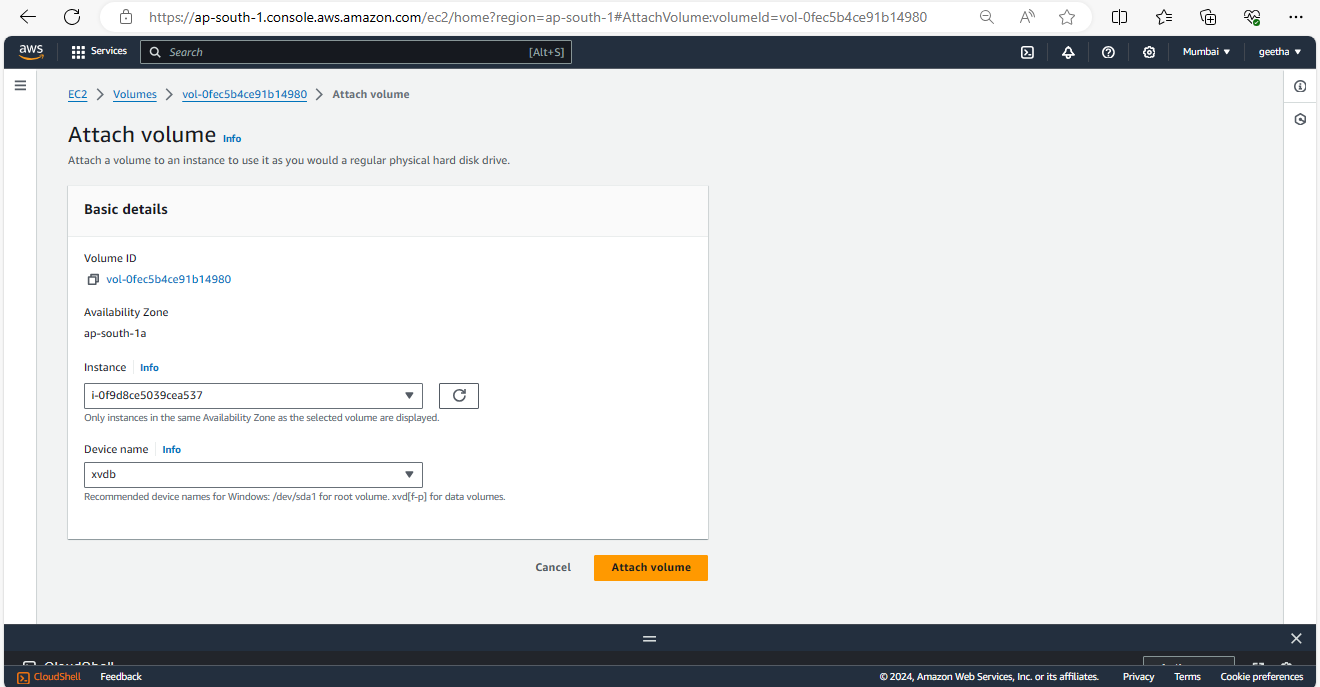 https://ap-south-1.console.aws.amazon.com/ec2/home?region=ap-south-1#AttachVolume:volumeId=vol-0fec5b4ce91b14980
aws Services Search [Alt+S] Mumbai geetha
EC2 Volumes vol-0fec5b4ce91b14980 Attach volume
Attach volume Info
Attach a volume to an instance to use it as you would a regular physical hard disk drive.
Basic details
Volume ID
vol-0fec5b4ce91b14980
Availability Zone
ap-south-1a
Instance Info
i-0f9d8ce5039cea537
Only instances in the same Availability Zone as the selected volume are displayed.
Device name Info
xvdb
Recommended device names for Windows: /dev/sda1 for root volume. xvd[f-p] for data volumes.
Cancel Attach volume
CloudShell
CloudShell Feedback © 2024, Amazon Web Services, Inc. or its affiliates. Privacy Terms Cookie preferences